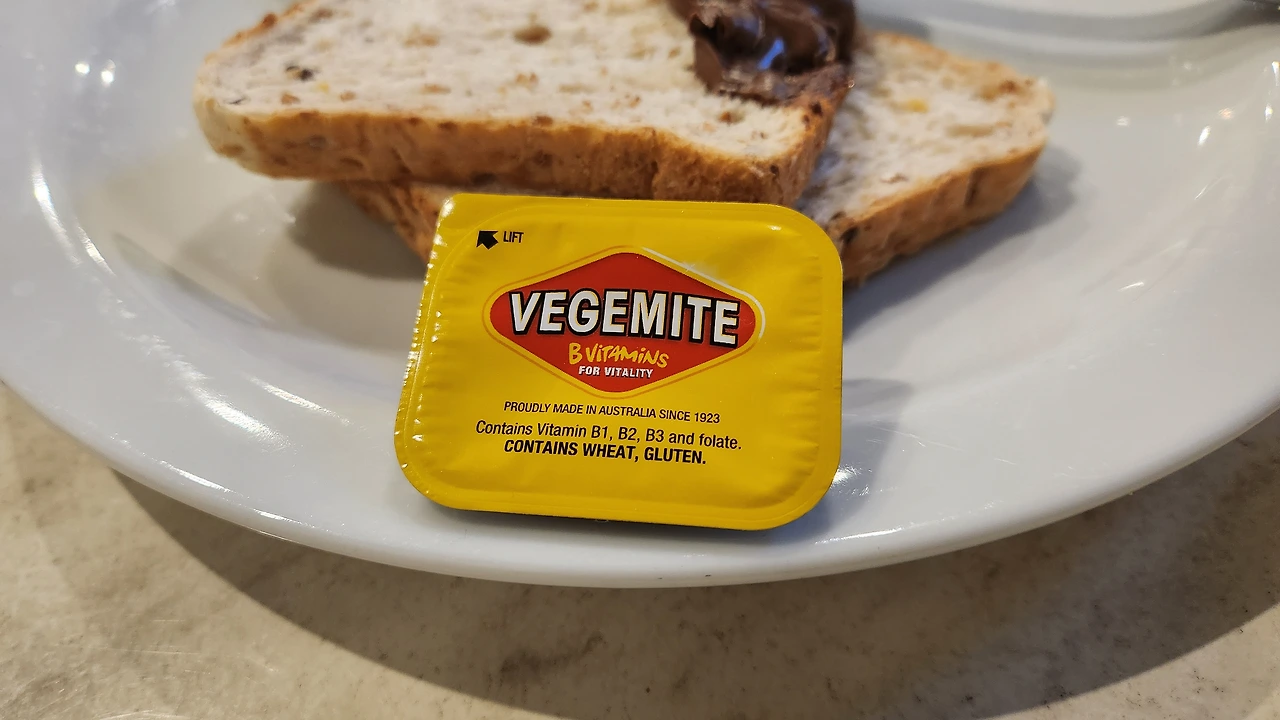 LIFT
VEGEMITE
B VITAMINS
FOR VITALITY
PROUDLY MADE IN AUSTRALIA SINCE 1923
Contains Vitamin B1, B2, B3 and folate.
CONTAINS WHEAT, GLUTEN.